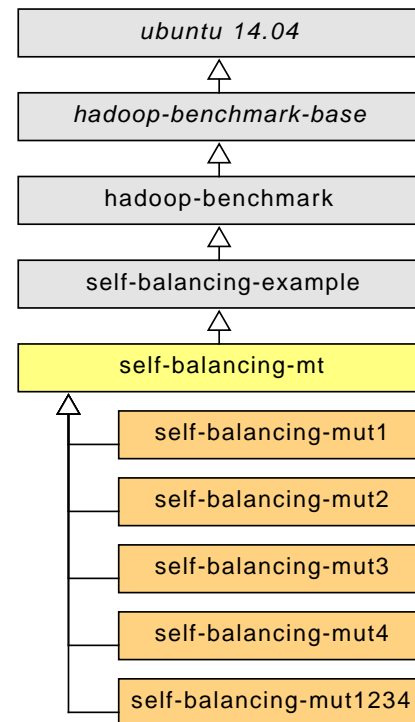 ubuntu 14.04
hadoop-benchmark-base
hadoop-benchmark
self-balancing-example
self-balancing-mt
self-balancing-mut1
self-balancing-mut2
self-balancing-mut3
self-balancing-mut4
self-balancing-mut1234